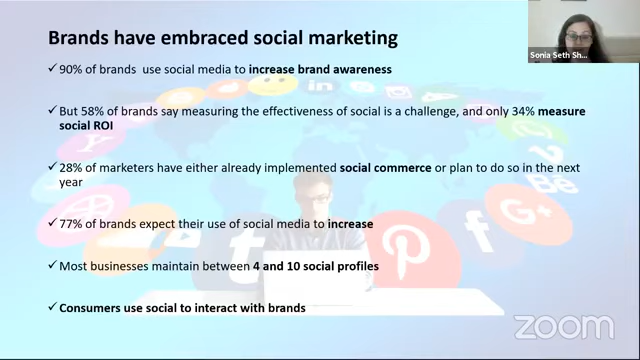 Brands have embraced social marketing
✓ 90% of brands use social media to increase brand awareness
✓ But 58% of brands say measuring the effectiveness of social is a challenge, and only 34% measure
social ROI
✓ 28% of marketers have either already implemented social commerce or plan to do so in the next
year
✓ 77% of brands expect their use of social media to increase
✓ Most businesses maintain between 4 and 10 social profiles
✓ Consumers use social to interact with brands
Sonia Seth Sh...
in
Y
Bē
G+
t
f
zoom